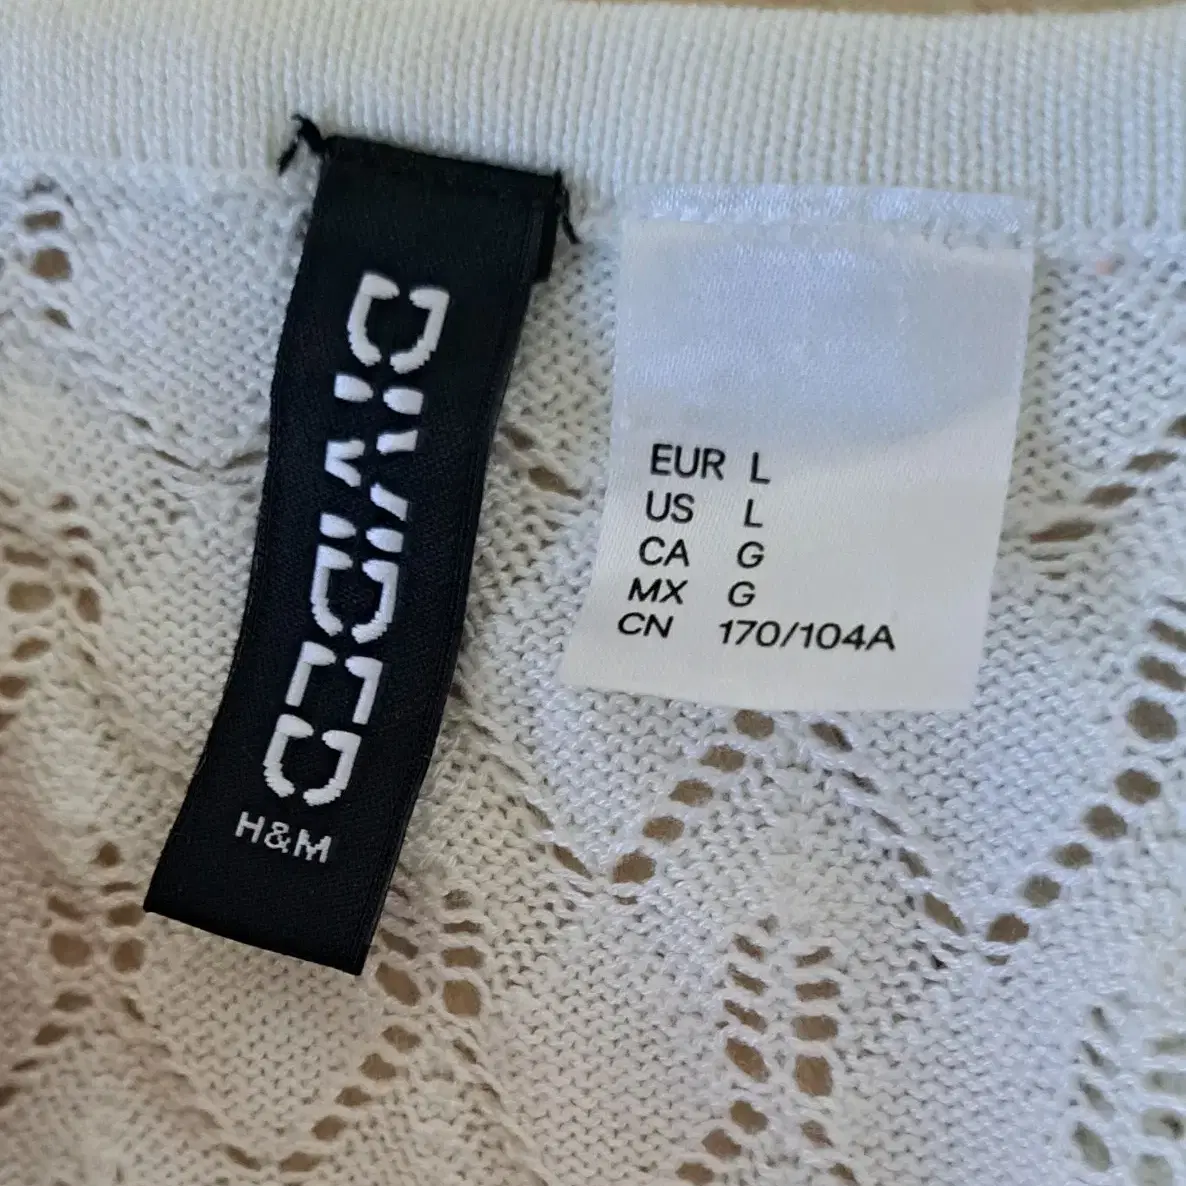 DIVIDED
H&M
EUR L
US L
CA G
MX G
CN 170/104A